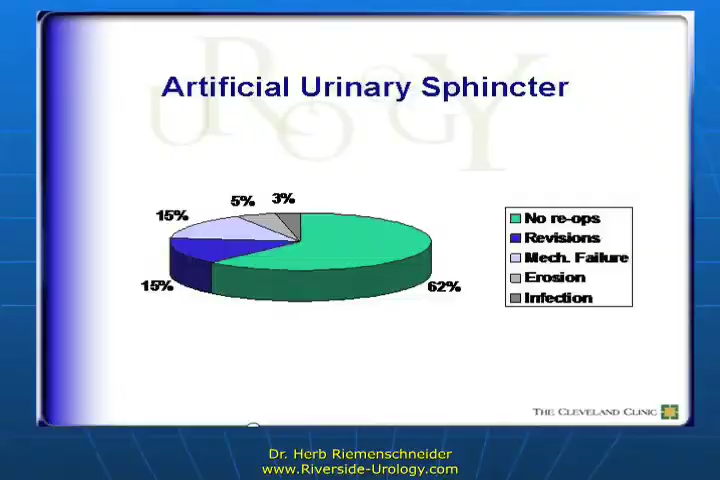 UROLOGY
Artificial Urinary Sphincter
5%
3%
15%
15%
62%
No re-ops
Revisions
Mech. Failure
Erosion
Infection
THE CLEVELAND CLINIC
Dr. Herb Riemenschneider
www.Riverside-Urology.com